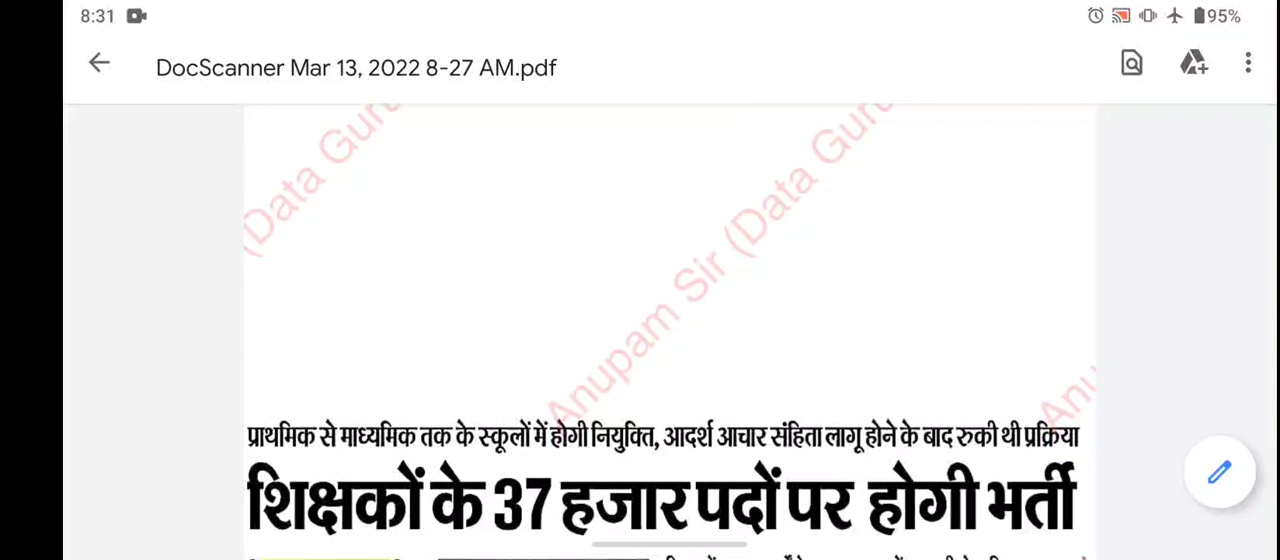 8:31 95%
DocScanner Mar 13, 2022 8-27 AM.pdf
(Data Guru
Anupam Sir (Data Guru
Anu
प्राथमिक से माध्यमिक तक के स्कूलों में होगी नियुक्ति, आदर्श आचार संहिता लागू होने के बाद रुकी थी प्रक्रिया
शिक्षकों के 37 हजार पदों पर होगी भर्ती